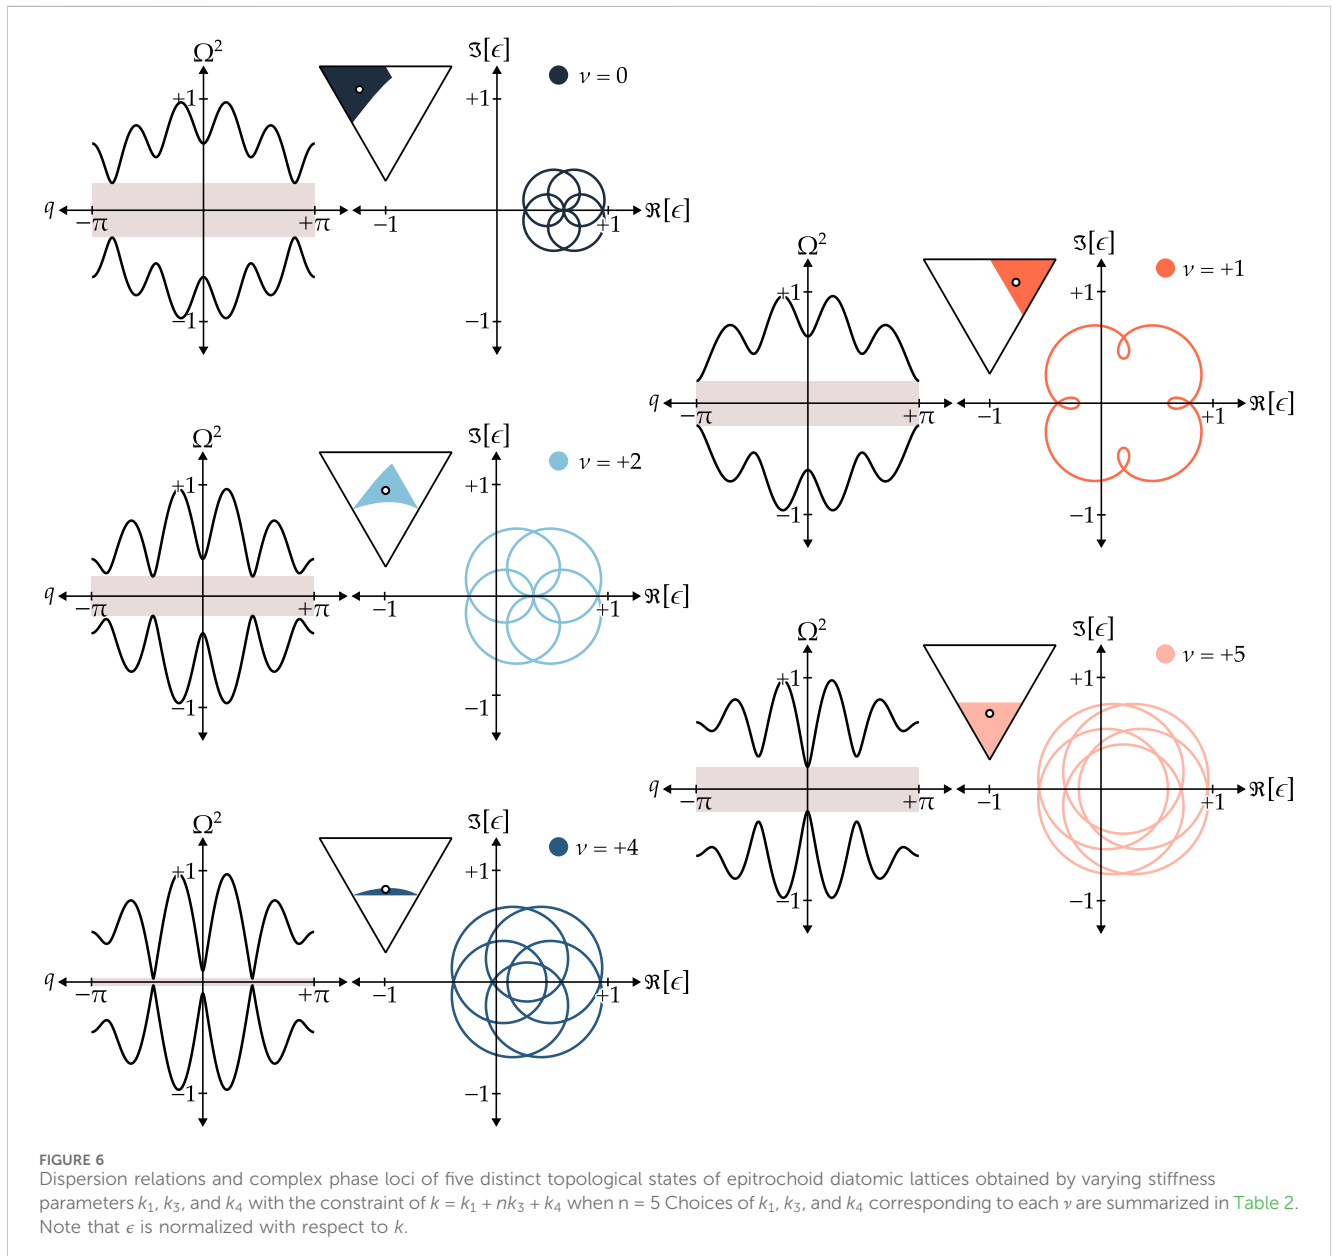 Ω²
ℑ[ϵ]
ν = 0
+1
+1
q
−π
+π
−1
+1
ℜ[ϵ]
−1
−1
Ω²
ℑ[ϵ]
ν = +1
+1
+1
q
−π
+π
−1
+1
ℜ[ϵ]
−1
−1
Ω²
ℑ[ϵ]
ν = +2
+1
+1
q
−π
+π
−1
+1
ℜ[ϵ]
−1
−1
Ω²
ℑ[ϵ]
ν = +5
+1
+1
q
−π
+π
−1
+1
ℜ[ϵ]
−1
−1
Ω²
ℑ[ϵ]
ν = +4
+1
+1
q
−π
+π
−1
+1
ℜ[ϵ]
−1
−1
FIGURE 6
Dispersion relations and complex phase loci of five distinct topological states of epitrochoid diatomic lattices obtained by varying stiffness
parameters k₁, k₃, and k₄ with the constraint of k = k₁ + nk₃ + k₄ when n = 5 Choices of k₁, k₃, and k₄ corresponding to each ν are summarized in Table 2.
Note that ϵ is normalized with respect to k.